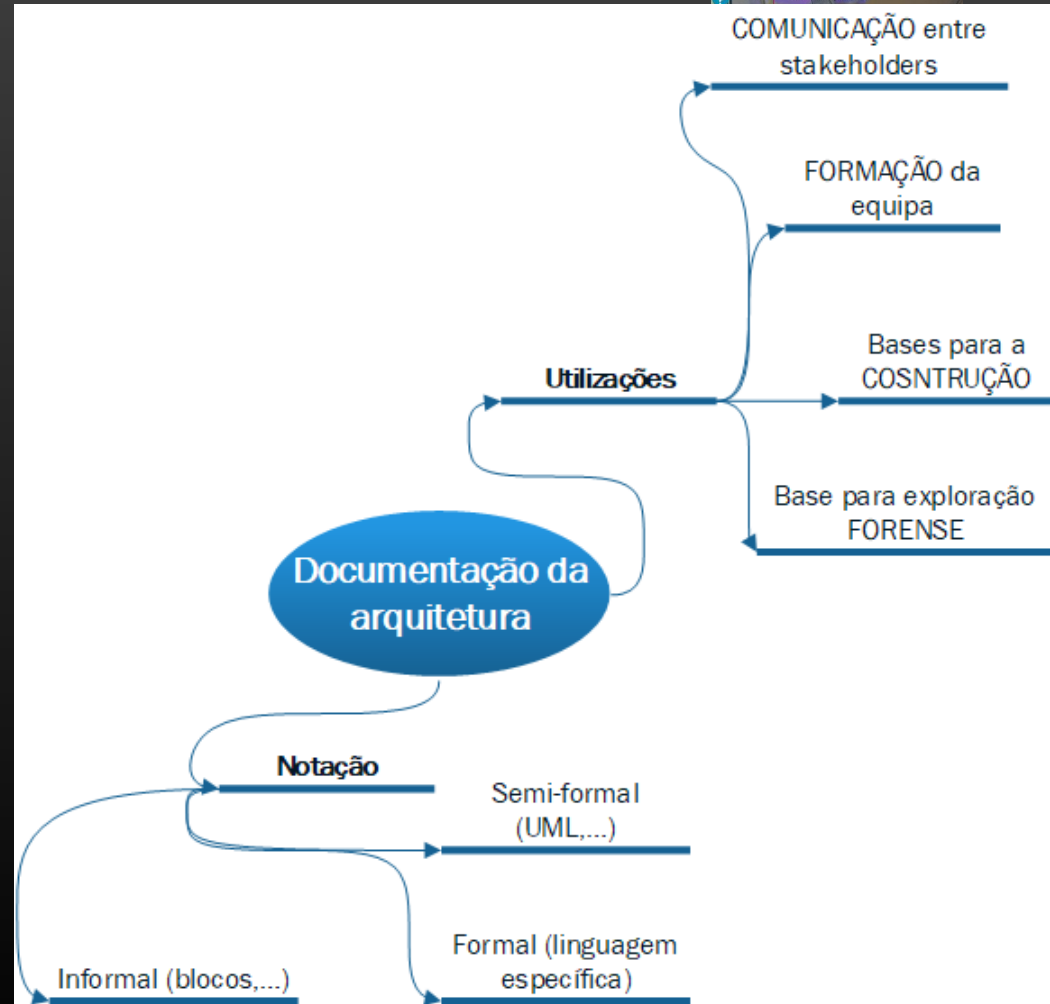 COMUNICAÇÃO entre
stakeholders
FORMAÇÃO da
equipa
Utilizações
Bases para a
COSNTRUÇÃO
Base para exploração
FORENSE
Documentação da
arquitetura
Notação
Semi-formal
(UML,...)
Formal (linguagem
específica)
Informal (blocos,...)